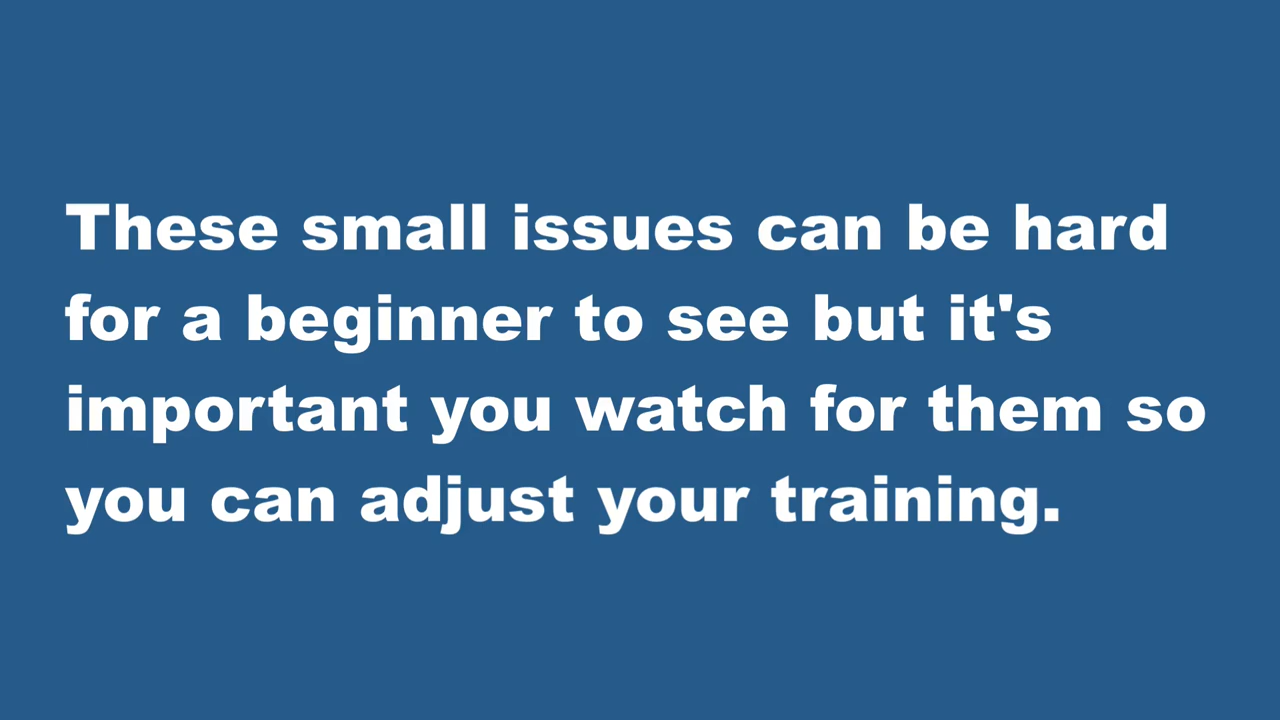 These small issues can be hard
for a beginner to see but it's
important you watch for them so
you can adjust your training.